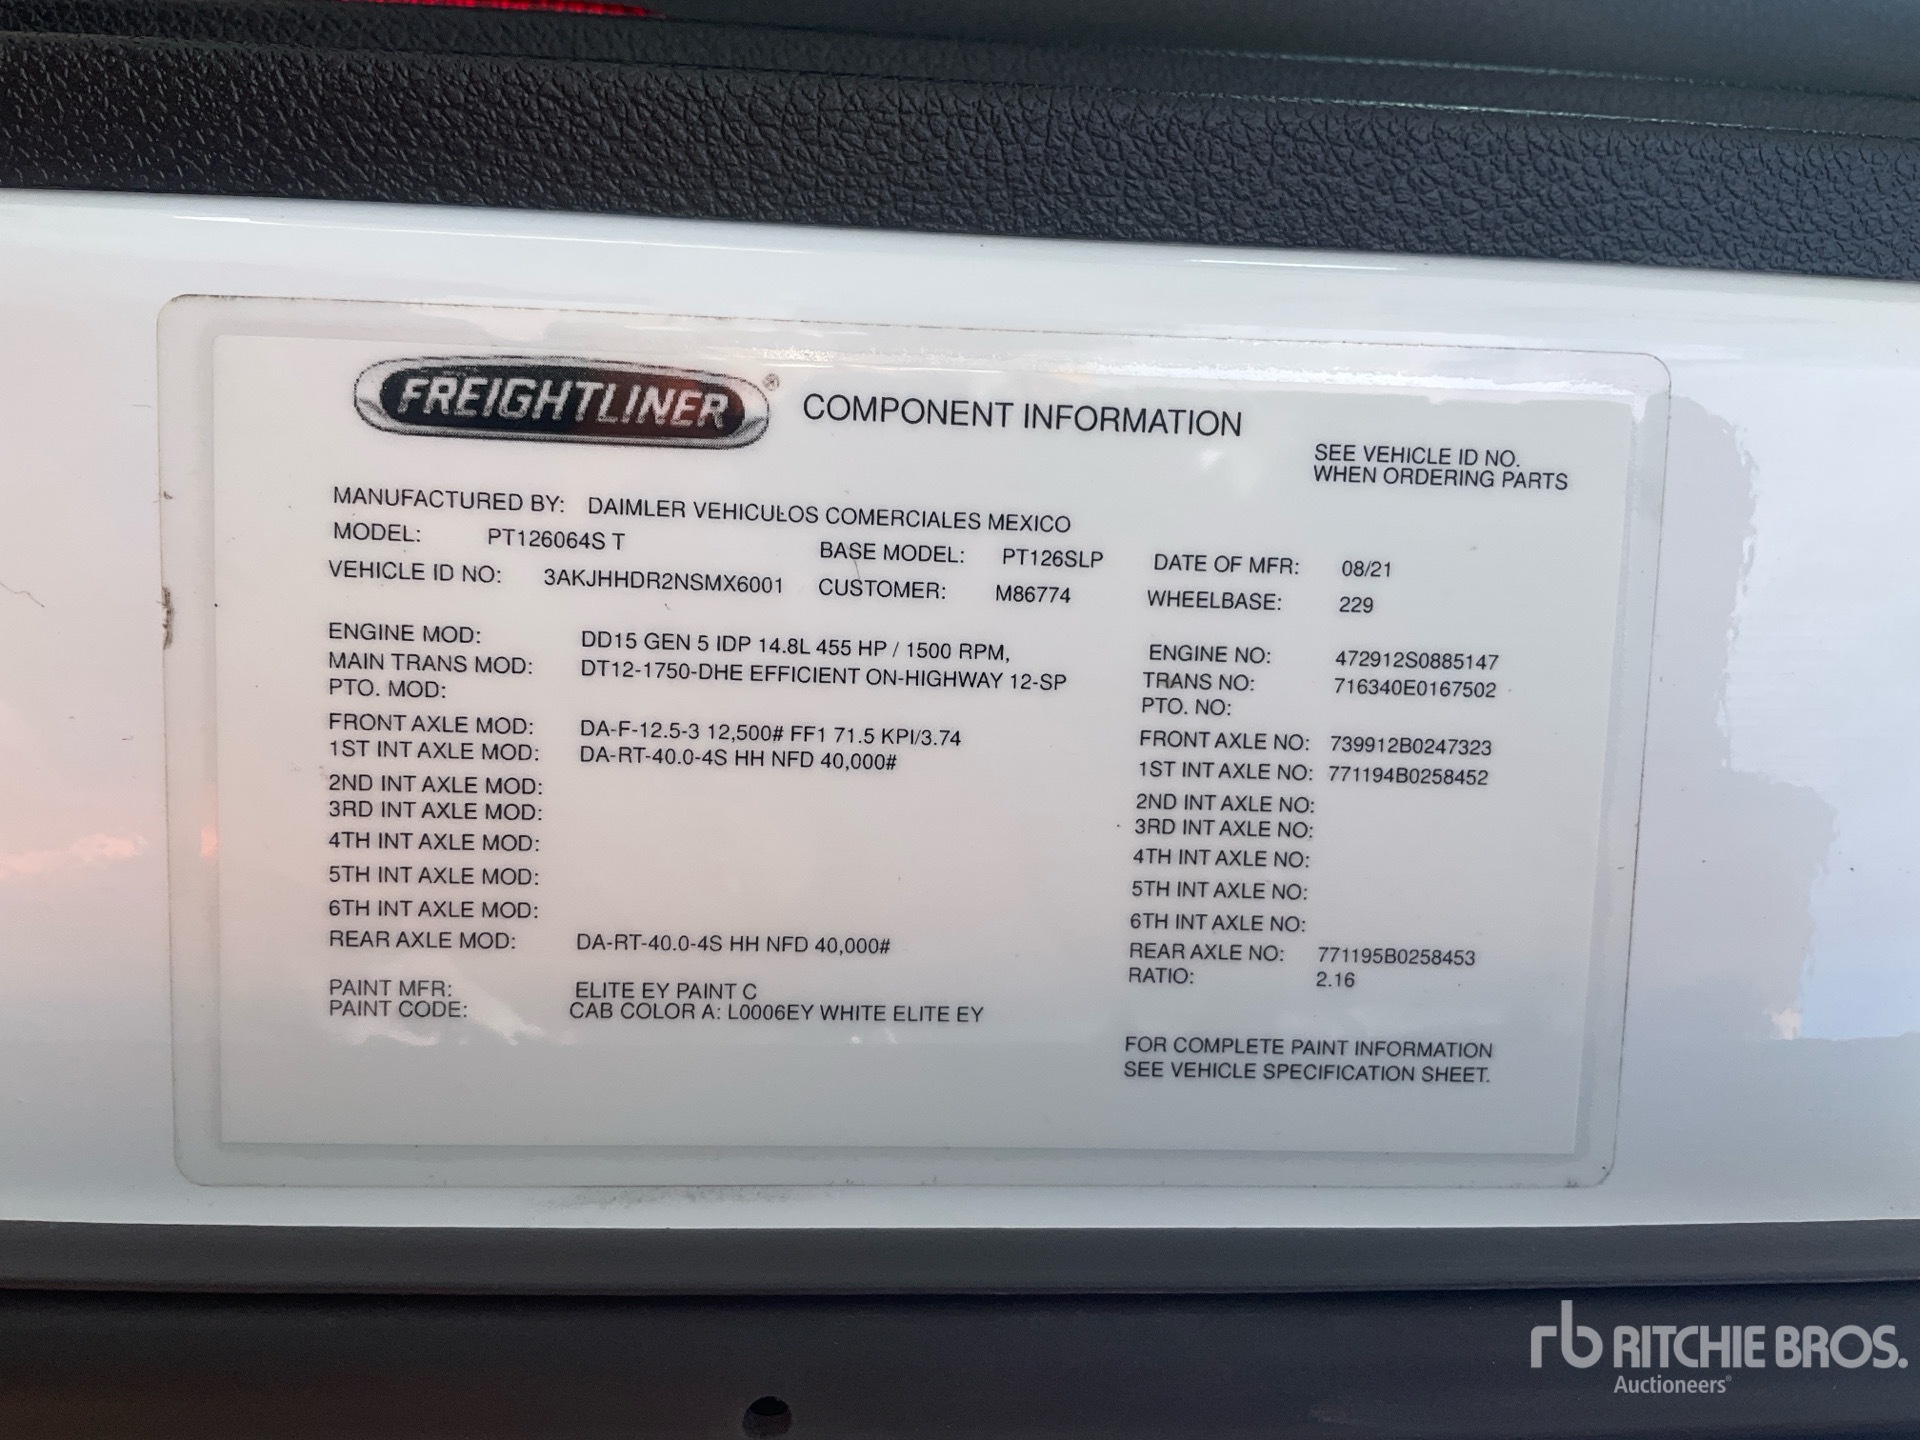 FREIGHTLINER® COMPONENT INFORMATION
SEE VEHICLE ID NO.
WHEN ORDERING PARTS
MANUFACTURED BY: DAIMLER VEHICULOS COMERCIALES MEXICO
MODEL: PT126064S T BASE MODEL: PT126SLP DATE OF MFR: 08/21
VEHICLE ID NO: 3AKJHHDR2NSMX6001 CUSTOMER: M86774 WHEELBASE: 229
ENGINE MOD: DD15 GEN 5 IDP 14.8L 455 HP / 1500 RPM, ENGINE NO: 472912S0885147
MAIN TRANS MOD: DT12-1750-DHE EFFICIENT ON-HIGHWAY 12-SP TRANS NO: 716340E0167502
PTO. MOD: PTO. NO:
FRONT AXLE MOD: DA-F-12.5-3 12,500# FF1 71.5 KPI/3.74 FRONT AXLE NO: 739912B0247323
1ST INT AXLE MOD: DA-RT-40.0-4S HH NFD 40,000# 1ST INT AXLE NO: 771194B0258452
2ND INT AXLE MOD: 2ND INT AXLE NO:
3RD INT AXLE MOD: 3RD INT AXLE NO:
4TH INT AXLE MOD: 4TH INT AXLE NO:
5TH INT AXLE MOD: 5TH INT AXLE NO:
6TH INT AXLE MOD: 6TH INT AXLE NO:
REAR AXLE MOD: DA-RT-40.0-4S HH NFD 40,000# REAR AXLE NO: 771195B0258453
RATIO: 2.16
PAINT MFR: ELITE EY PAINT C
PAINT CODE: CAB COLOR A: L0006EY WHITE ELITE EY
FOR COMPLETE PAINT INFORMATION
SEE VEHICLE SPECIFICATION SHEET.
rb RITCHIE BROS.
Auctioneers®